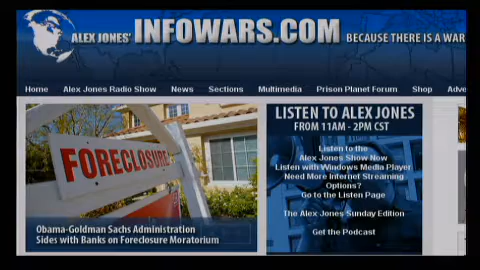 ALEX JONES' INFOWARS.COM BECAUSE THERE IS A WAR
Home Alex Jones Radio Show News Sections Multimedia Prison Planet Forum Shop Adve
FORECLOSURE
Obama-Goldman Sachs Administration
Sides with Banks on Foreclosure Moratorium
LISTEN TO ALEX JONES
FROM 11AM - 2PM CST
Listen to the
Alex Jones Show Now
Listen with Windows Media Player
Need More Internet Streaming
Options?
Go to the Listen Page
The Alex Jones Sunday Edition
Get the Podcast